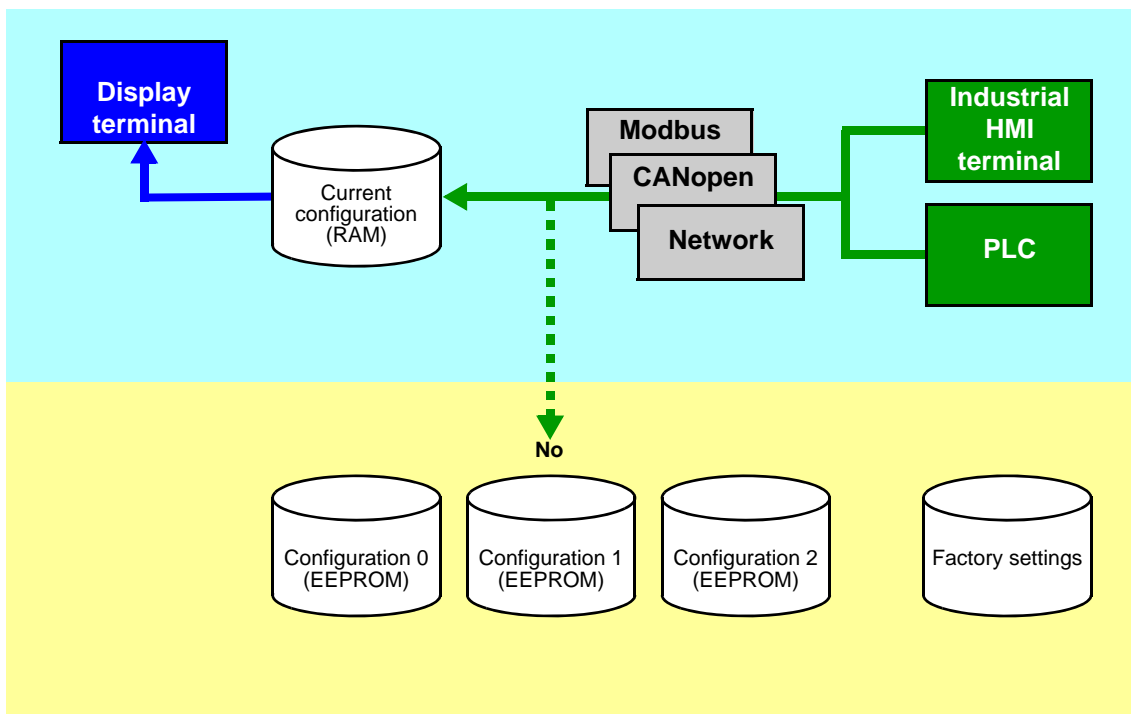 Display
terminal
Current
configuration
(RAM)
Modbus
CANopen
Network
Industrial
HMI
terminal
PLC
No
Configuration 0
(EEPROM)
Configuration 1
(EEPROM)
Configuration 2
(EEPROM)
Factory settings